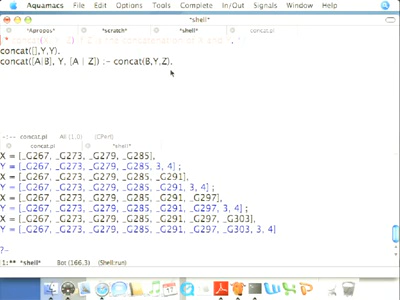 Aquamacs File Edit Options Tools Complete In/Out Signals Window Help
*shell*
*Apropos* *scratch* *shell* concat.pl
concat([],Y,Y).
concat([A|B], Y, [A | Z]) :- concat(B,Y,Z).
-:-- concat.pl All (1,0) (CPerl)
concat.pl *shell*
X = [_G267, _G273, _G279, _G285],
Y = [_G267, _G273, _G279, _G285, 3, 4] ;
X = [_G267, _G273, _G279, _G285, _G291],
Y = [_G267, _G273, _G279, _G285, _G291, 3, 4] ;
X = [_G267, _G273, _G279, _G285, _G291, _G297],
Y = [_G267, _G273, _G279, _G285, _G291, _G297, 3, 4] ;
X = [_G267, _G273, _G279, _G285, _G291, _G297, _G303],
Y = [_G267, _G273, _G279, _G285, _G291, _G297, _G303, 3, 4]
?-
1:** *shell* Bot (166,3) (Shell:run)